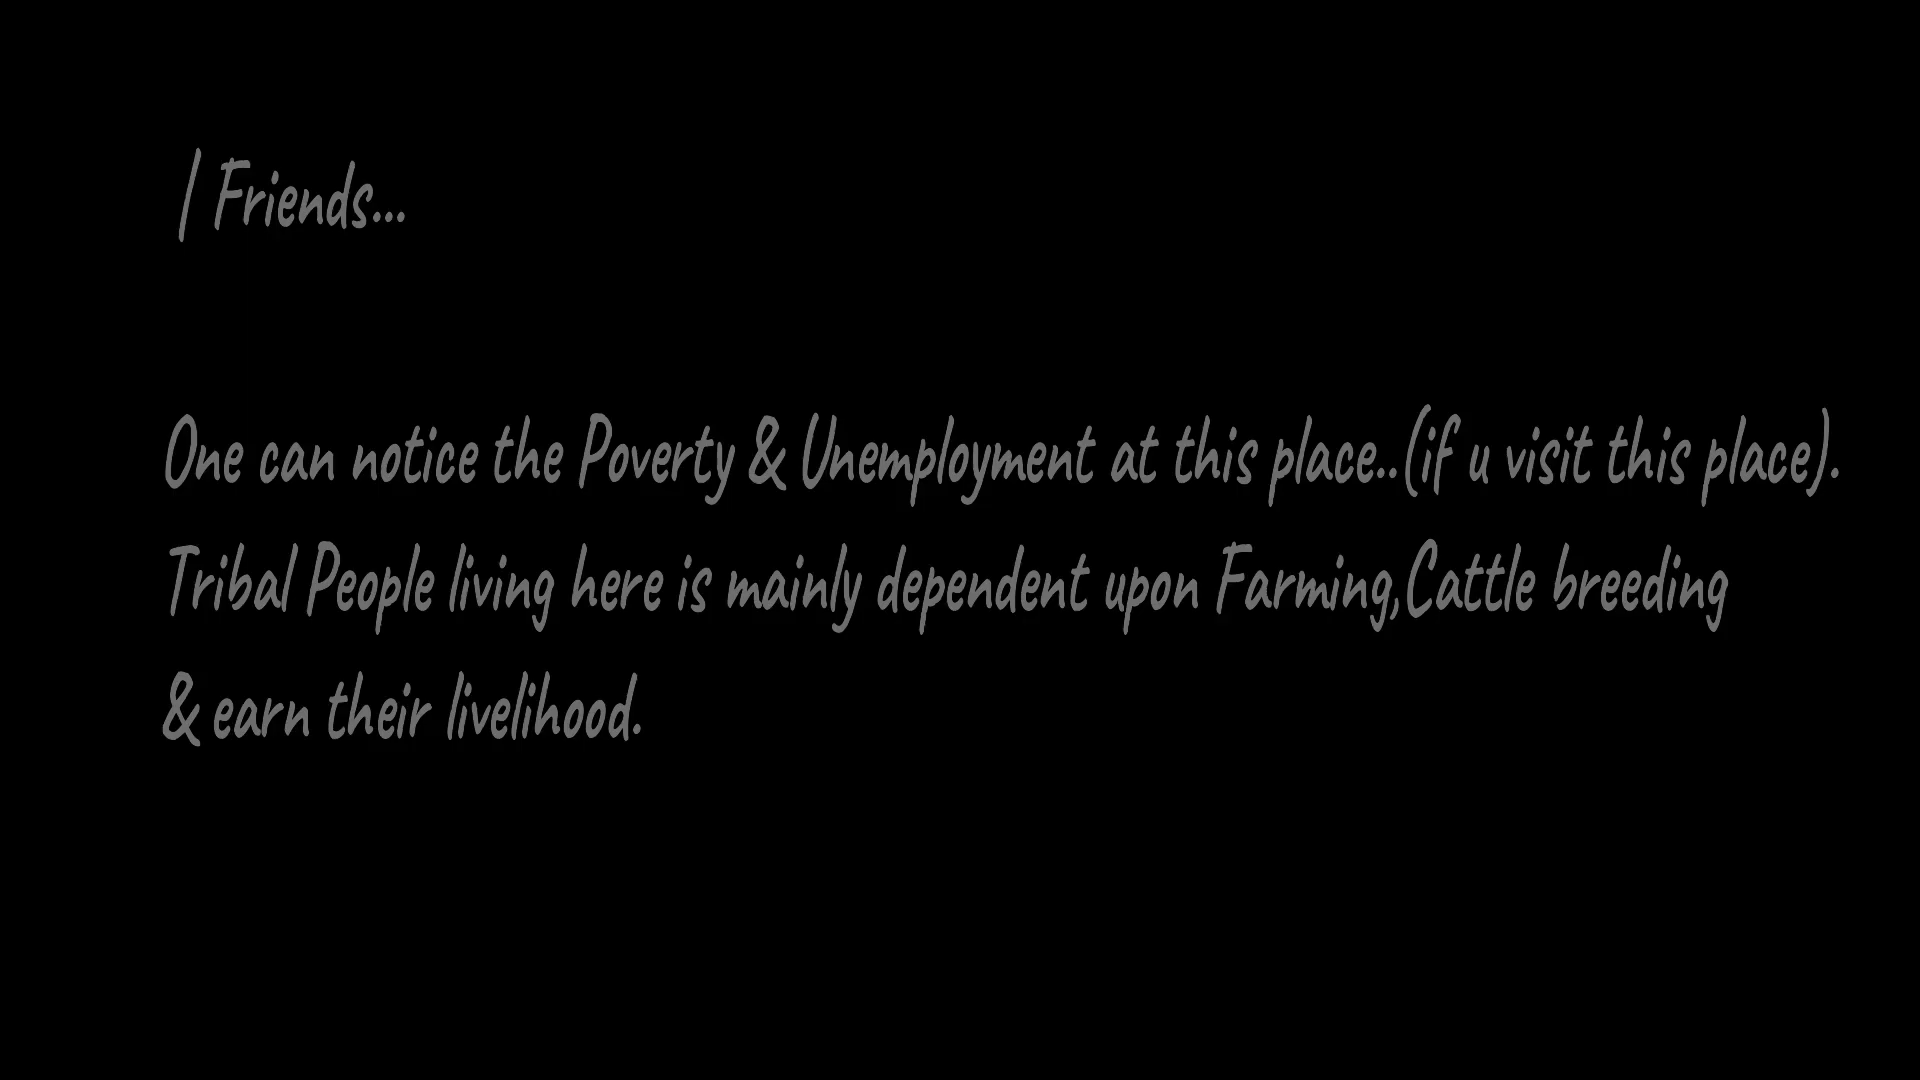 | Friends...
One can notice the Poverty & Unemployment at this place..(if u visit this place).
Tribal People living here is mainly dependent upon Farming,Cattle breeding
& earn their livelihood.